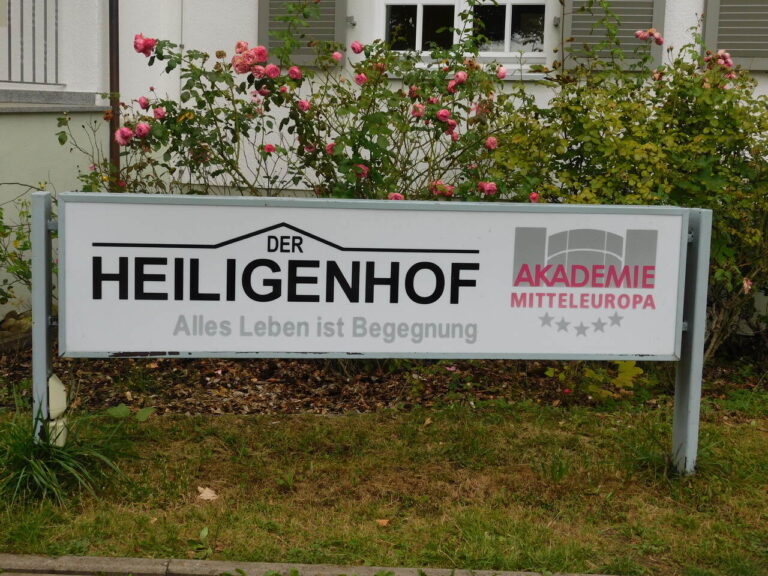 DER
HEILIGENHOF
Alles Leben ist Begegnung
AKADEMIE
MITTELEUROPA